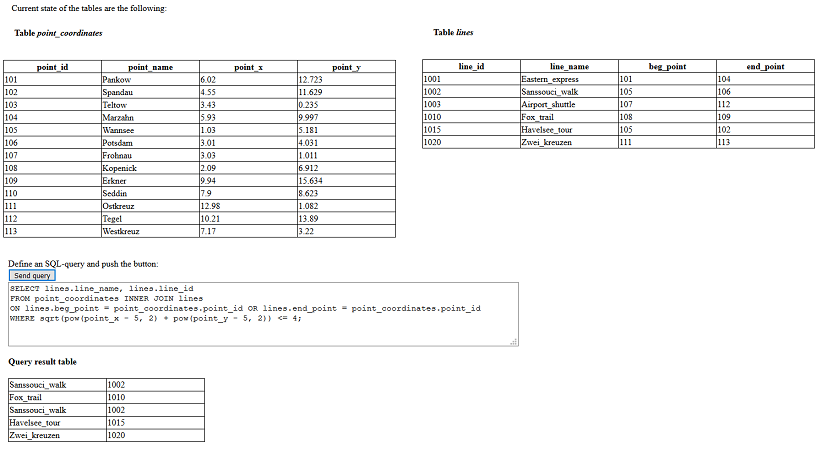 Current state of the tables are the following:
Table point_coordinates
point_id point_name point_x point_y
101 Pankow 6.02 12.723
102 Spandau 4.55 11.629
103 Teltow 3.43 0.235
104 Marzahn 5.93 9.997
105 Wannsee 1.03 5.181
106 Potsdam 3.01 4.031
107 Frohnau 3.03 1.011
108 Kopenick 2.09 6.912
109 Erkner 9.94 15.634
110 Seddin 7.9 8.623
111 Ostkreuz 12.98 1.082
112 Tegel 10.21 13.89
113 Westkreuz 7.17 3.22
Table lines
line_id line_name beg_point end_point
1001 Eastern_express 101 104
1002 Sanssouci_walk 105 106
1003 Airport_shuttle 107 112
1010 Fox_trail 108 109
1015 Havelsee_tour 105 102
1020 Zwei_kreuzen 111 113
Define an SQL-query and push the button:
Send query
SELECT lines.line_name, lines.line_id
FROM point_coordinates INNER JOIN lines
ON lines.beg_point = point_coordinates.point_id OR lines.end_point = point_coordinates.point_id
WHERE sqrt(pow(point_x - 5, 2) + pow(point_y - 5, 2)) <= 4;
Query result table
Sanssouci_walk 1002
Fox_trail 1010
Sanssouci_walk 1002
Havelsee_tour 1015
Zwei_kreuzen 1020